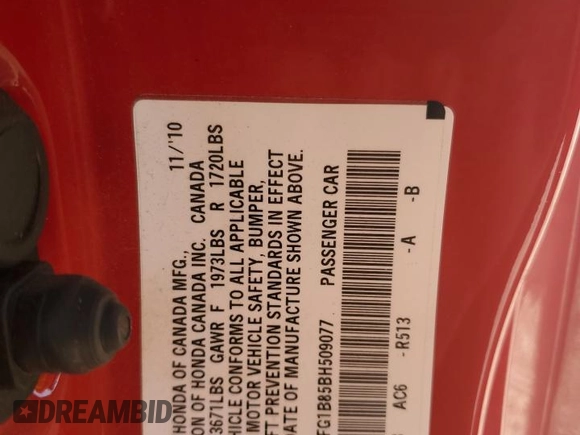 HONDA OF CANADA MFG., 11/'10
ION OF HONDA CANADA INC. CANADA
3671LBS GAWR F 1973LBS R 1720LBS
HICLE CONFORMS TO ALL APPLICABLE
MOTOR VEHICLE SAFETY, BUMPER,
FT PREVENTION STANDARDS IN EFFECT
DATE OF MANUFACTURE SHOWN ABOVE.
FG1B85BH509077 PASSENGER CAR
AC6 -R513 -A -B
DREAMBID